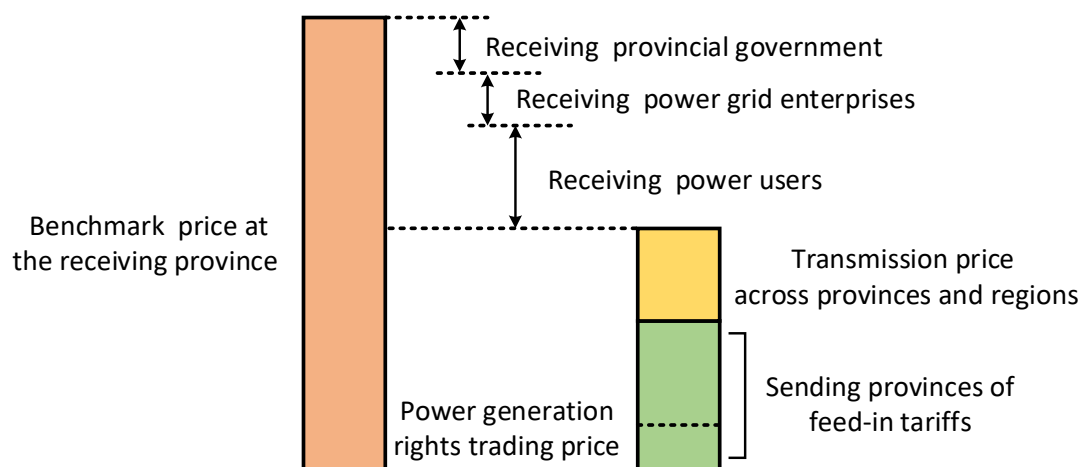 Receiving provincial government
Receiving power grid enterprises
Receiving power users
Benchmark price at
the receiving province
Transmission price
across provinces and regions
Power generation
rights trading price
Sending provinces of
feed-in tariffs